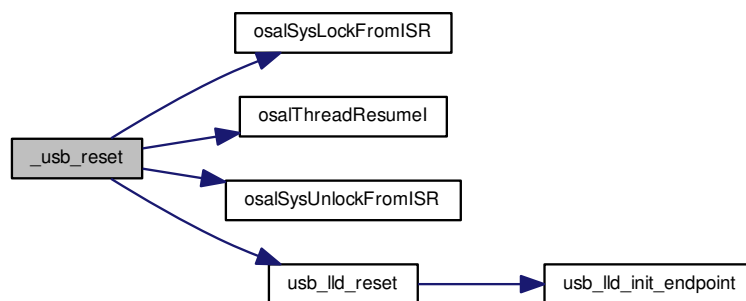 osalSysLockFromISR
osalThreadResumeI
_usb_reset
osalSysUnlockFromISR
usb_lld_reset
usb_lld_init_endpoint